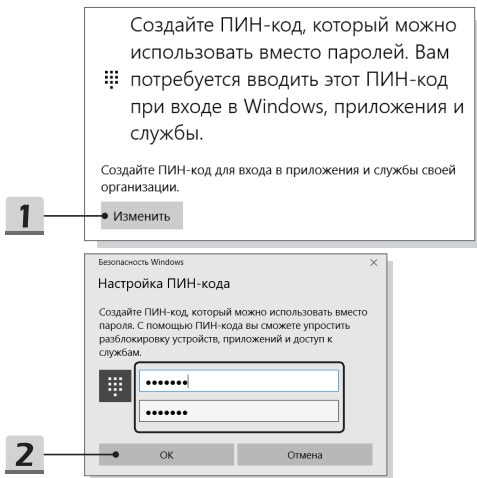 Создайте ПИН-код, который можно
использовать вместо паролей. Вам
потребуется вводить этот ПИН-код
при входе в Windows, приложения и
службы.
Создайте ПИН-код для входа в приложения и службы своей
организации.
1
Изменить
Безопасность Windows
Настройка ПИН-кода
Создайте ПИН-код, который можно использовать вместо
пароля. С помощью ПИН-кода вы сможете упростить
разблокировку устройств, приложений и доступ к
службам.
●●●●●●●
●●●●●●●
2
ОК
Отмена